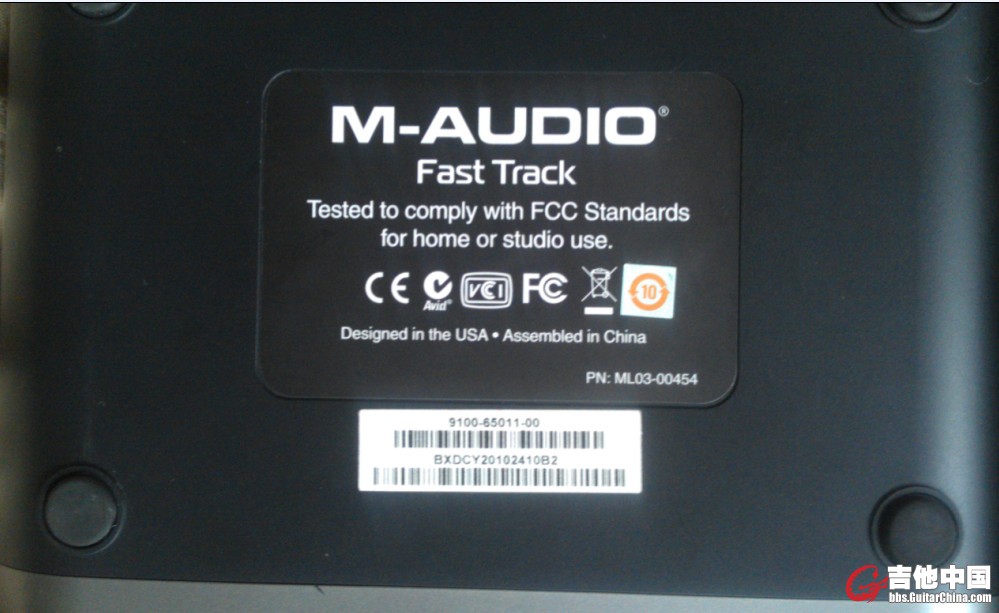 M-AUDIO®
Fast Track
Tested to comply with FCC Standards
for home or studio use.
CE Avid® VCI FC 10
Designed in the USA • Assembled in China
PN: ML03-00454
9100-65011-00
BXDCY20102410B2
吉他中国
bbs.GuitarChina.com